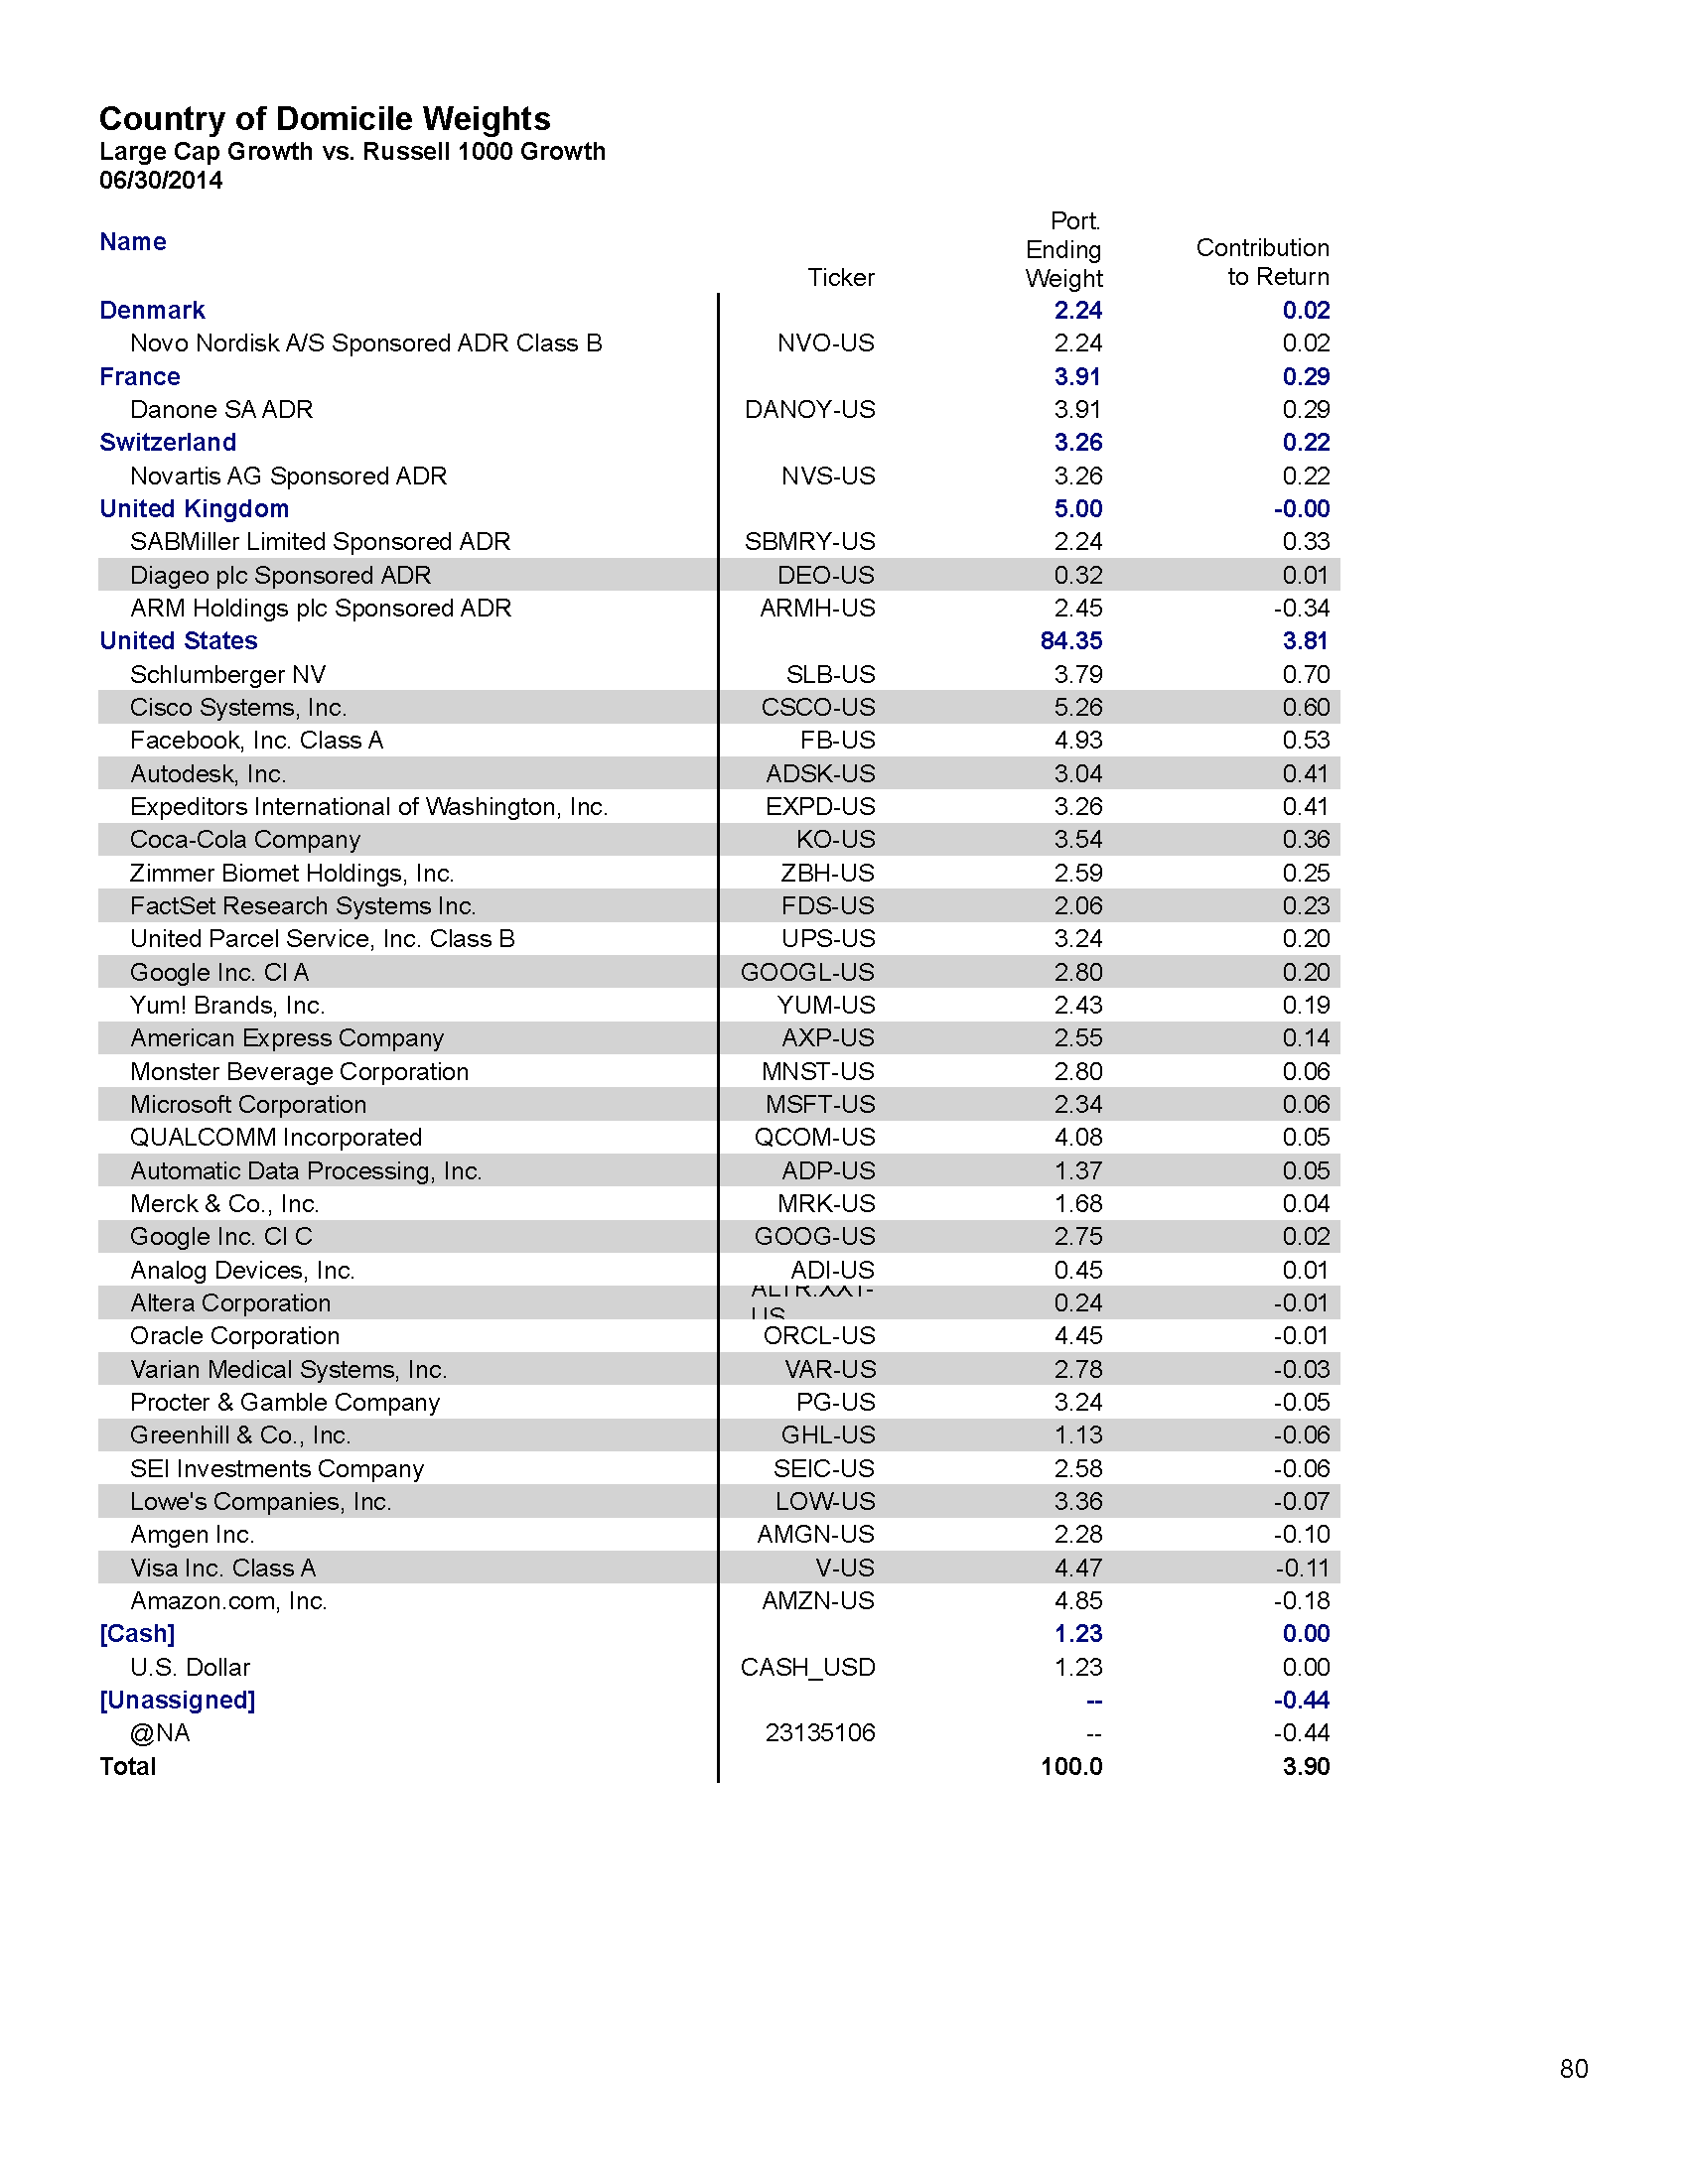 Country of Domicile Weights
Large Cap Growth vs. Russell 1000 Growth
06/30/2014
Name Ticker Port. Ending Weight Contribution to Return
Denmark 2.24 0.02
Novo Nordisk A/S Sponsored ADR Class B NVO-US 2.24 0.02
France 3.91 0.29
Danone SA ADR DANOY-US 3.91 0.29
Switzerland 3.26 0.22
Novartis AG Sponsored ADR NVS-US 3.26 0.22
United Kingdom 5.00 -0.00
SABMiller Limited Sponsored ADR SBMRY-US 2.24 0.33
Diageo plc Sponsored ADR DEO-US 0.32 0.01
ARM Holdings plc Sponsored ADR ARMH-US 2.45 -0.34
United States 84.35 3.81
Schlumberger NV SLB-US 3.79 0.70
Cisco Systems, Inc. CSCO-US 5.26 0.60
Facebook, Inc. Class A FB-US 4.93 0.53
Autodesk, Inc. ADSK-US 3.04 0.41
Expeditors International of Washington, Inc. EXPD-US 3.26 0.41
Coca-Cola Company KO-US 3.54 0.36
Zimmer Biomet Holdings, Inc. ZBH-US 2.59 0.25
FactSet Research Systems Inc. FDS-US 2.06 0.23
United Parcel Service, Inc. Class B UPS-US 3.24 0.20
Google Inc. Cl A GOOGL-US 2.80 0.20
Yum! Brands, Inc. YUM-US 2.43 0.19
American Express Company AXP-US 2.55 0.14
Monster Beverage Corporation MNST-US 2.80 0.06
Microsoft Corporation MSFT-US 2.34 0.06
QUALCOMM Incorporated QCOM-US 4.08 0.05
Automatic Data Processing, Inc. ADP-US 1.37 0.05
Merck & Co., Inc. MRK-US 1.68 0.04
Google Inc. Cl C GOOG-US 2.75 0.02
Analog Devices, Inc. ADI-US 0.45 0.01
Altera Corporation 0.24 -0.01
Oracle Corporation ORCL-US 4.45 -0.01
Varian Medical Systems, Inc. VAR-US 2.78 -0.03
Procter & Gamble Company PG-US 3.24 -0.05
Greenhill & Co., Inc. GHL-US 1.13 -0.06
SEI Investments Company SEIC-US 2.58 -0.06
Lowe's Companies, Inc. LOW-US 3.36 -0.07
Amgen Inc. AMGN-US 2.28 -0.10
Visa Inc. Class A V-US 4.47 -0.11
Amazon.com, Inc. AMZN-US 4.85 -0.18
[Cash] 1.23 0.00
U.S. Dollar CASH_USD 1.23 0.00
[Unassigned] -- -0.44
@NA 23135106 -- -0.44
Total 100.0 3.90
80